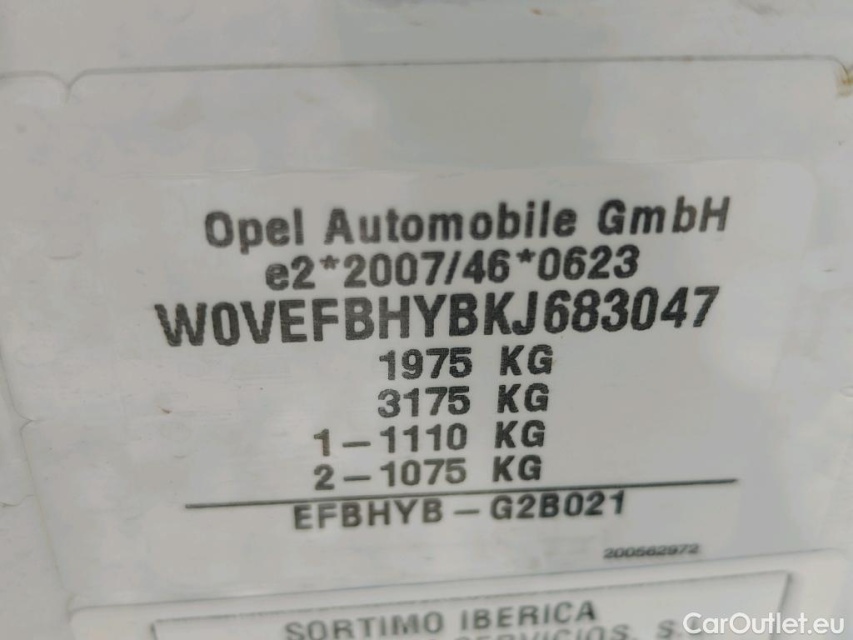 Opel Automobile GmbH
e2*2007/46*0623
W0VEFBHYBKJ683047
1975 KG
3175 KG
1-1110 KG
2-1075 KG
EFBHYB-G2B021
200562972
SORTIMO IBERICA
SERVICIOS, S.
CarOutlet.eu